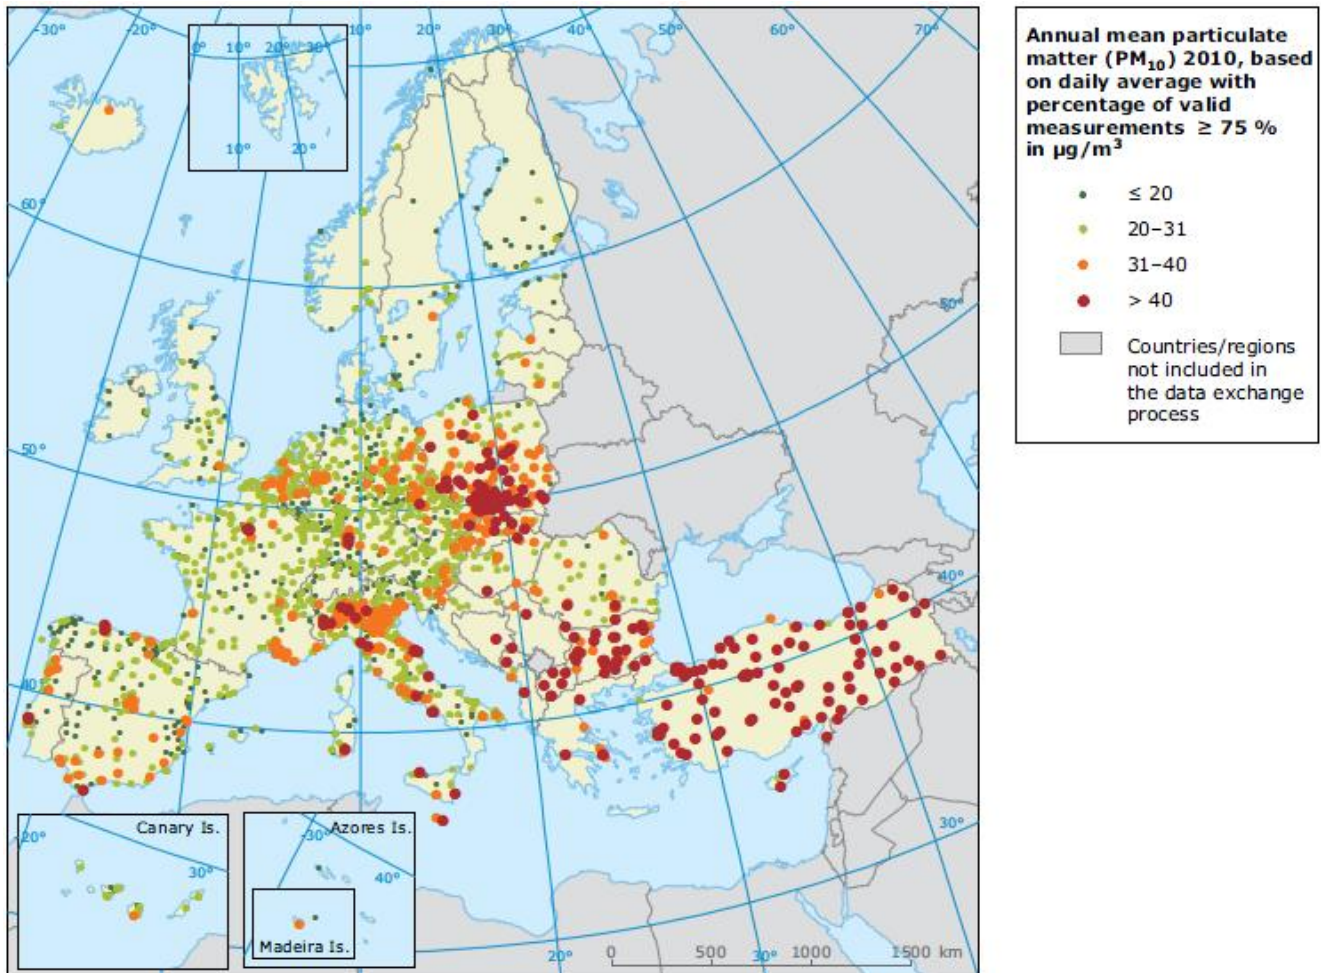 -30°
-20°
0°
10°
20°
30°
10°
20°
20°
30°
60°
70°
60°
50°
50°
40°
40°
30°
Canary Is.
20°
30°
Azores Is.
-30°
40°
Madeira Is.
0 500 1000 1500 km
20°
30°
Annual mean particulate
matter (PM10) 2010, based
on daily average with
percentage of valid
measurements ≥ 75 %
in µg/m³
≤ 20
20–31
31–40
> 40
Countries/regions
not included in
the data exchange
process